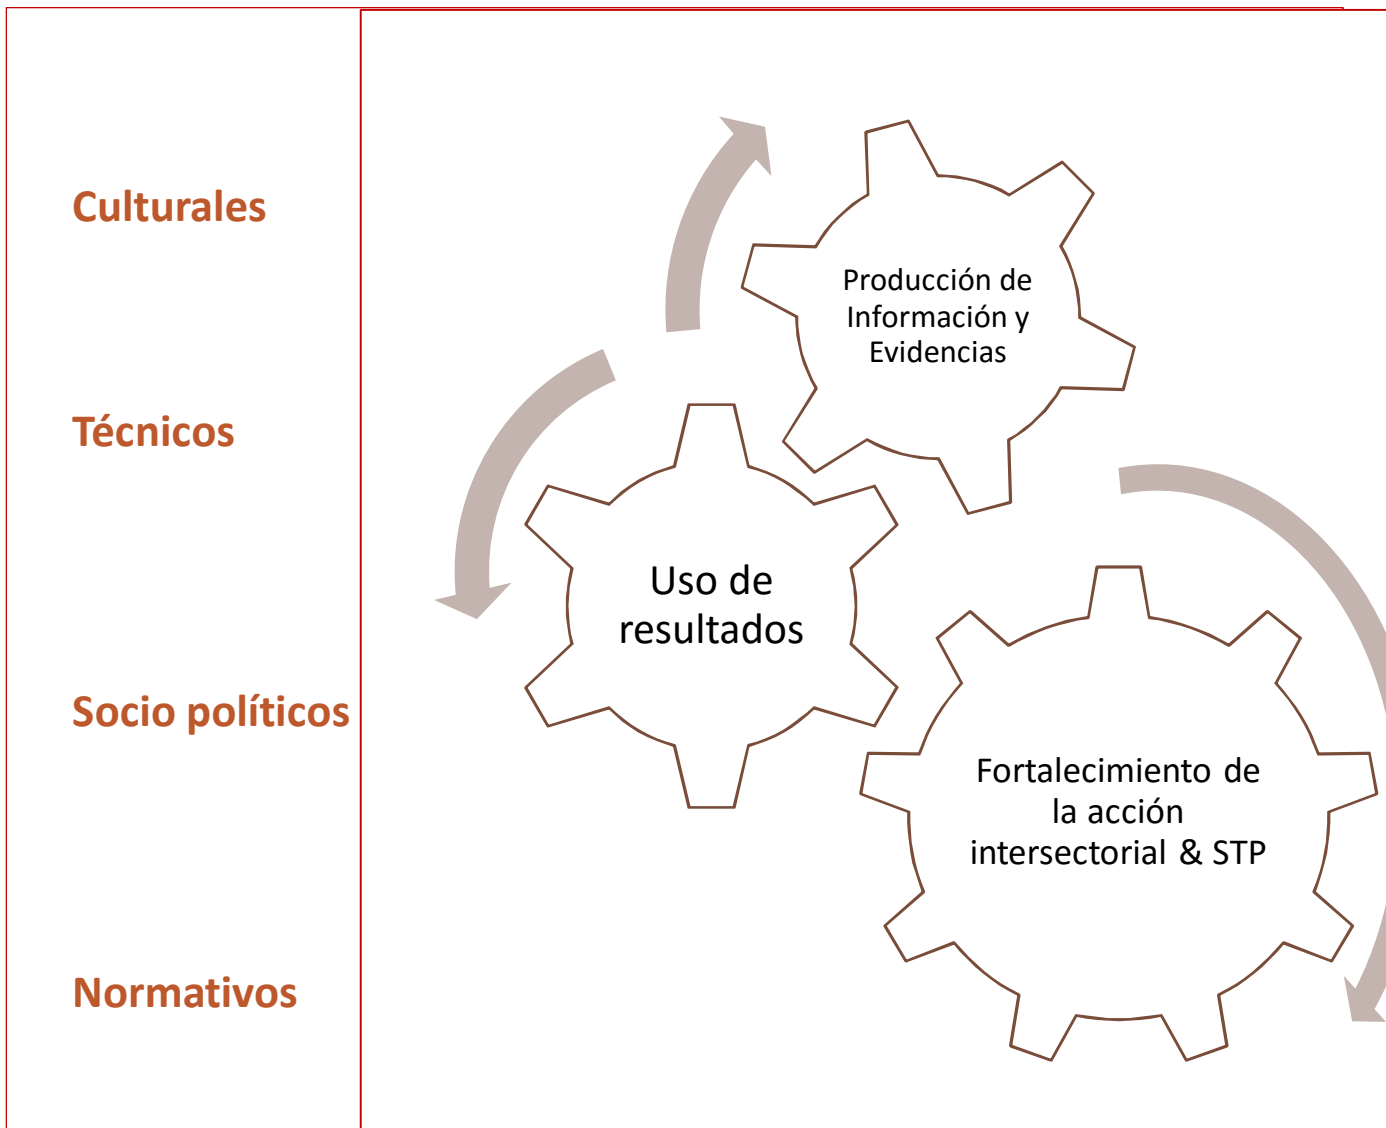 Culturales
Técnicos
Socio políticos
Normativos
Producción de
Información y
Evidencias
Uso de
resultados
Fortalecimiento de
la acción
intersectorial & STP